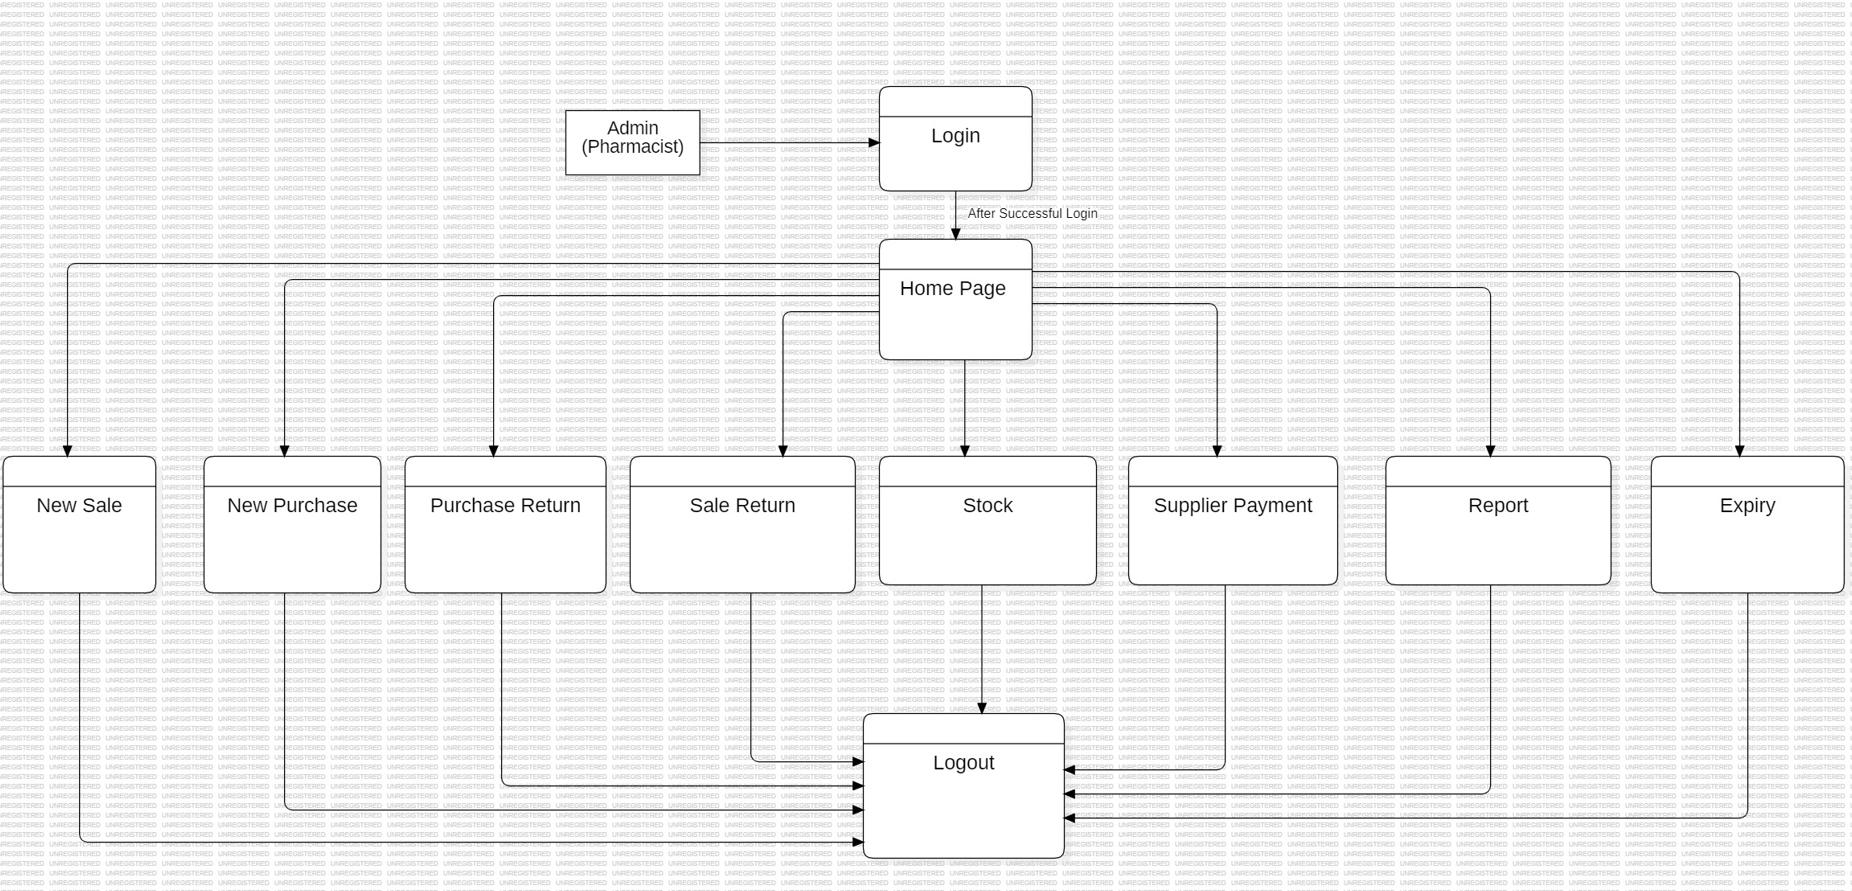 Admin
(Pharmacist)
Login
After Successful Login
Home Page
New Sale
New Purchase
Purchase Return
Sale Return
Stock
Supplier Payment
Report
Expiry
Logout
UNREGISTERED